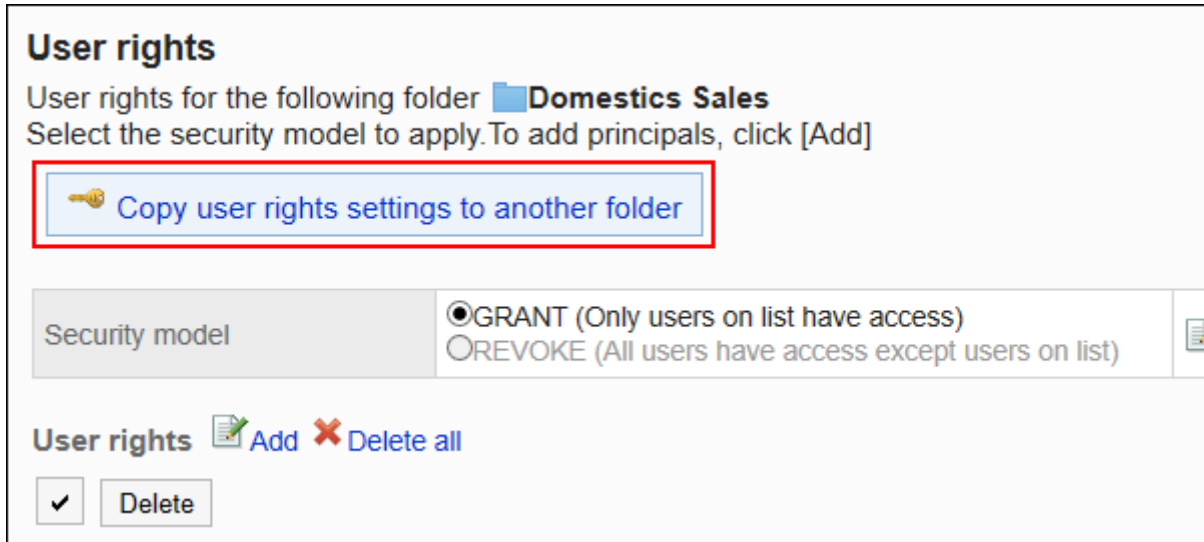 User rights
User rights for the following folder Domestics Sales
Select the security model to apply.To add principals, click [Add]
Copy user rights settings to another folder
Security model
GRANT (Only users on list have access)
REVOKE (All users have access except users on list)
User rights Add Delete all
Delete